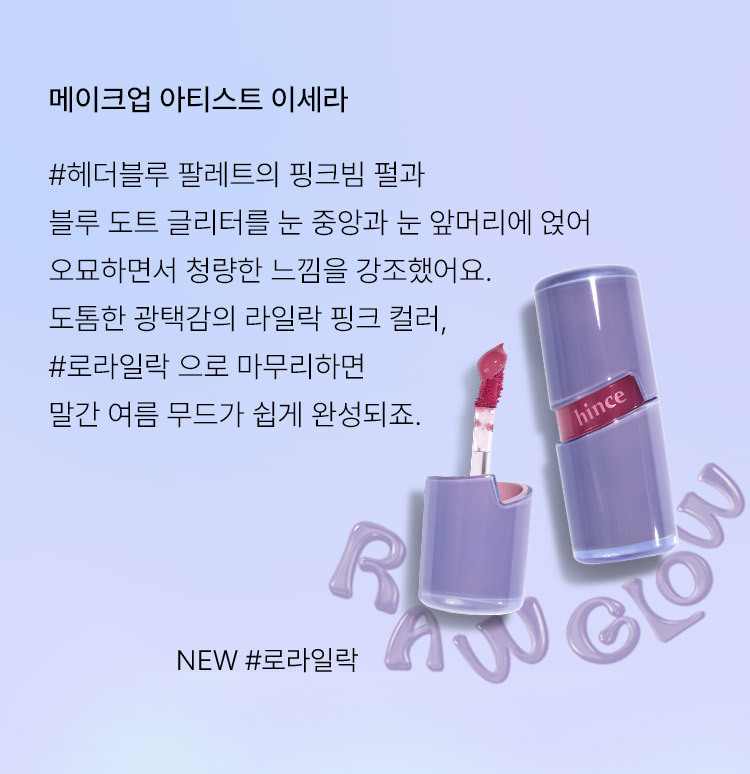 메이크업 아티스트 이세라
#헤더블루 팔레트의 핑크빔 펄과
블루 도트 글리터를 눈 중앙과 눈 앞머리에 얹어
오묘하면서 청량한 느낌을 강조했어요.
도톰한 광택감의 라일락 핑크 컬러,
#로라일락 으로 마무리하면
말간 여름 무드가 쉽게 완성되죠.
hince
RAW GLOW
NEW #로라일락